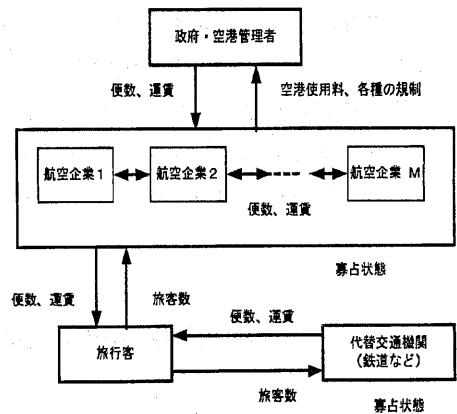 政府・空港管理者
便数、運賃
空港使用料、各種の規制
航空企業1
航空企業2
航空企業 M
便数、運賃
寡占状態
便数、運賃
旅客数
便数、運賃
旅行客
代替交通機関
(鉄道など)
旅客数
寡占状態